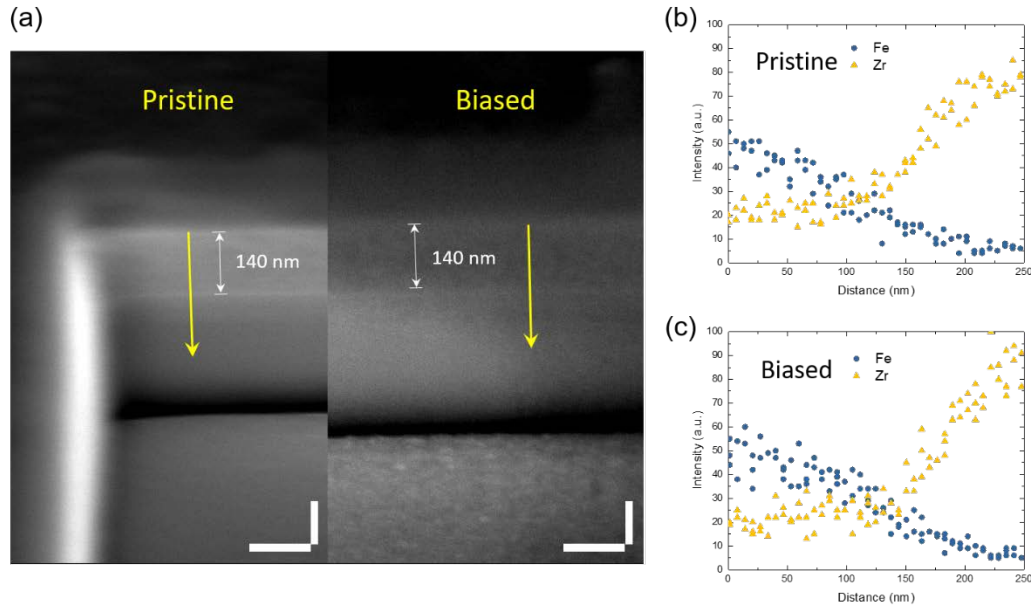 (a)
Pristine
Biased
140 nm
140 nm
(b)
100
90
80
70
60
50
40
30
20
10
0
Intensity (a.u.)
Pristine
Fe
Zr
0 50 100 150 200 250
Distance (nm)
(c)
100
90
80
70
60
50
40
30
20
10
0
Intensity (a.u.)
Biased
Fe
Zr
0 50 100 150 200 250
Distance (nm)